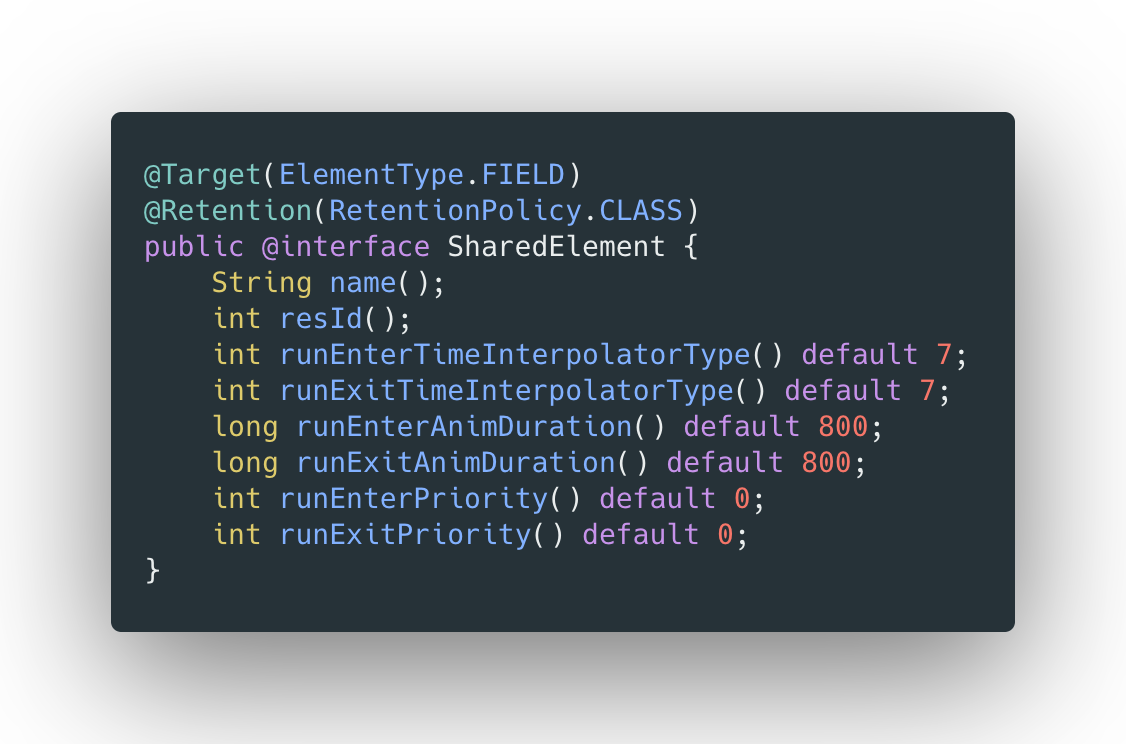 @Target(ElementType.FIELD)
@Retention(RetentionPolicy.CLASS)
public @interface SharedElement {
    String name();
    int resId();
    int runEnterTimeInterpolatorType() default 7;
    int runExitTimeInterpolatorType() default 7;
    long runEnterAnimDuration() default 800;
    long runExitAnimDuration() default 800;
    int runEnterPriority() default 0;
    int runExitPriority() default 0;
}